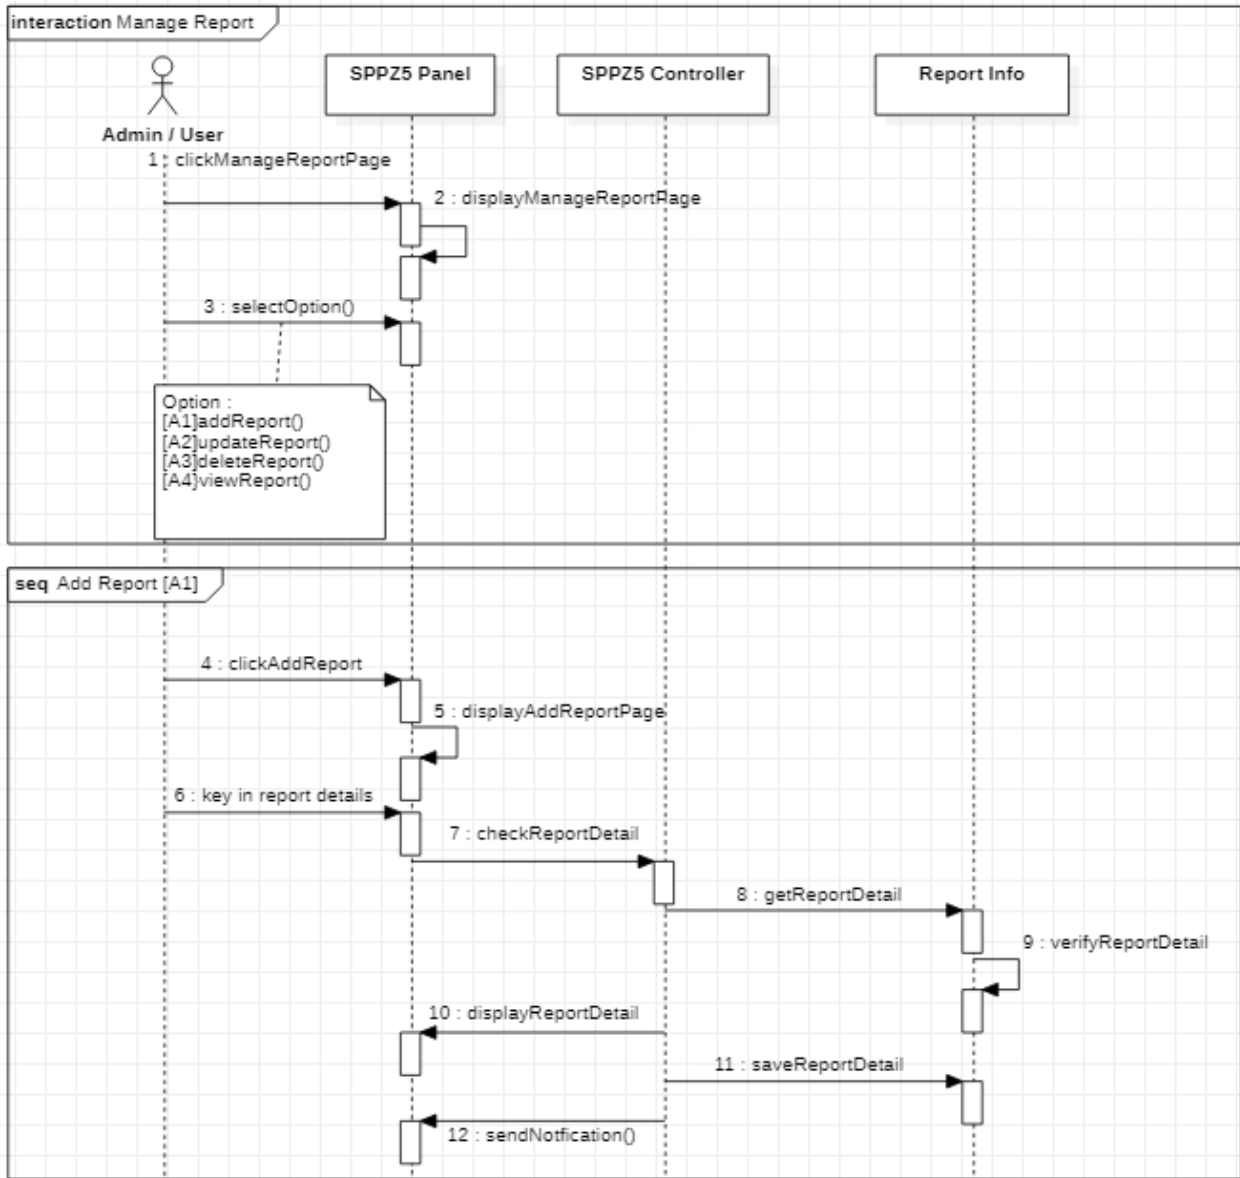 interaction Manage Report
SPPZ5 Panel
SPPZ5 Controller
Report Info
Admin / User
1 : clickManageReportPage
2 : displayManageReportPage
3 : selectOption()
Option :
[A1]addReport()
[A2]updateReport()
[A3]deleteReport()
[A4}viewReport()
seq Add Report [A1]
4 : clickAddReport
5 : displayAddReportPage
6 : key in report details
7 : checkReportDetail
8 : getReportDetail
9 : verifyReportDetail
10 : displayReportDetail
11 : saveReportDetail
12 : sendNotfication()